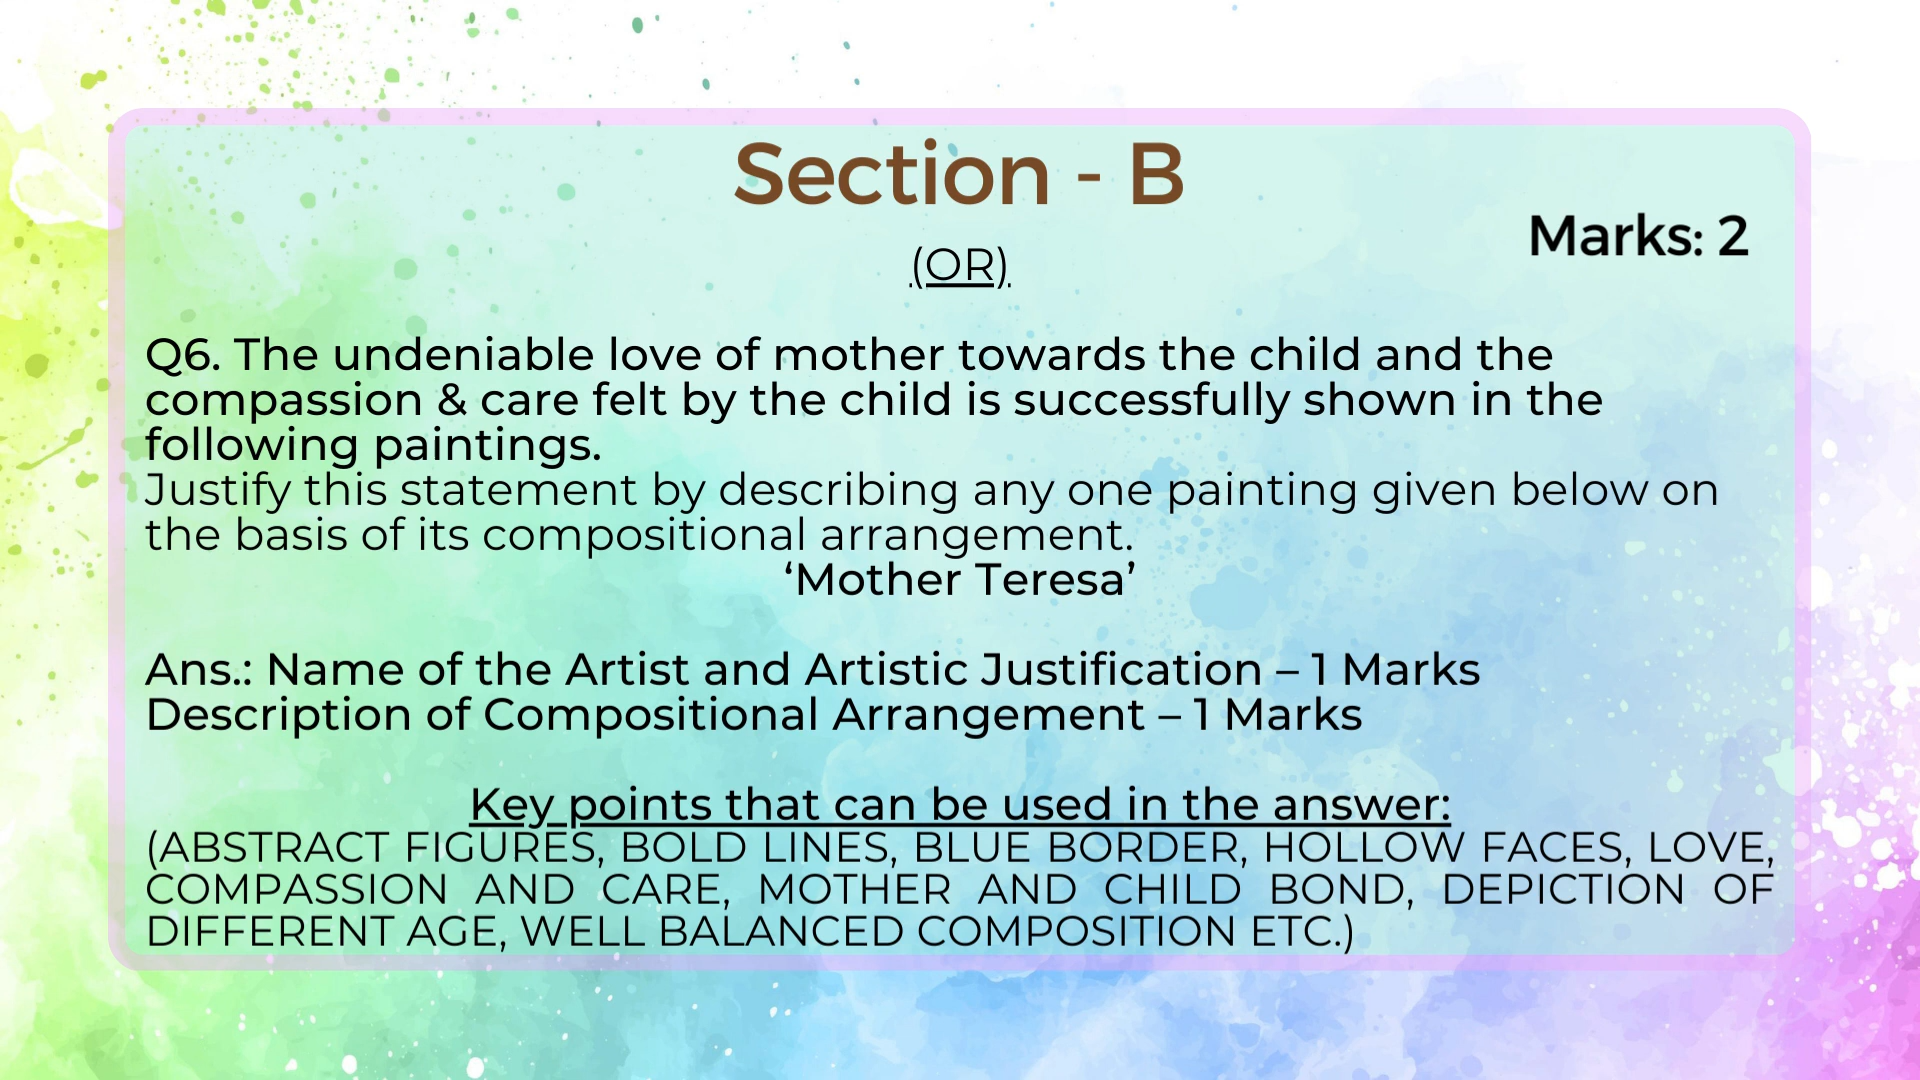 Section - B
Marks: 2
(OR)
Q6. The undeniable love of mother towards the child and the
compassion & care felt by the child is successfully shown in the
following paintings.
Justify this statement by describing any one painting given below on
the basis of its compositional arrangement.
‘Mother Teresa’
Ans.: Name of the Artist and Artistic Justification – 1 Marks
Description of Compositional Arrangement – 1 Marks
Key points that can be used in the answer:
(ABSTRACT FIGURES, BOLD LINES, BLUE BORDER, HOLLOW FACES, LOVE,
COMPASSION AND CARE, MOTHER AND CHILD BOND, DEPICTION OF
DIFFERENT AGE, WELL BALANCED COMPOSITION ETC.)